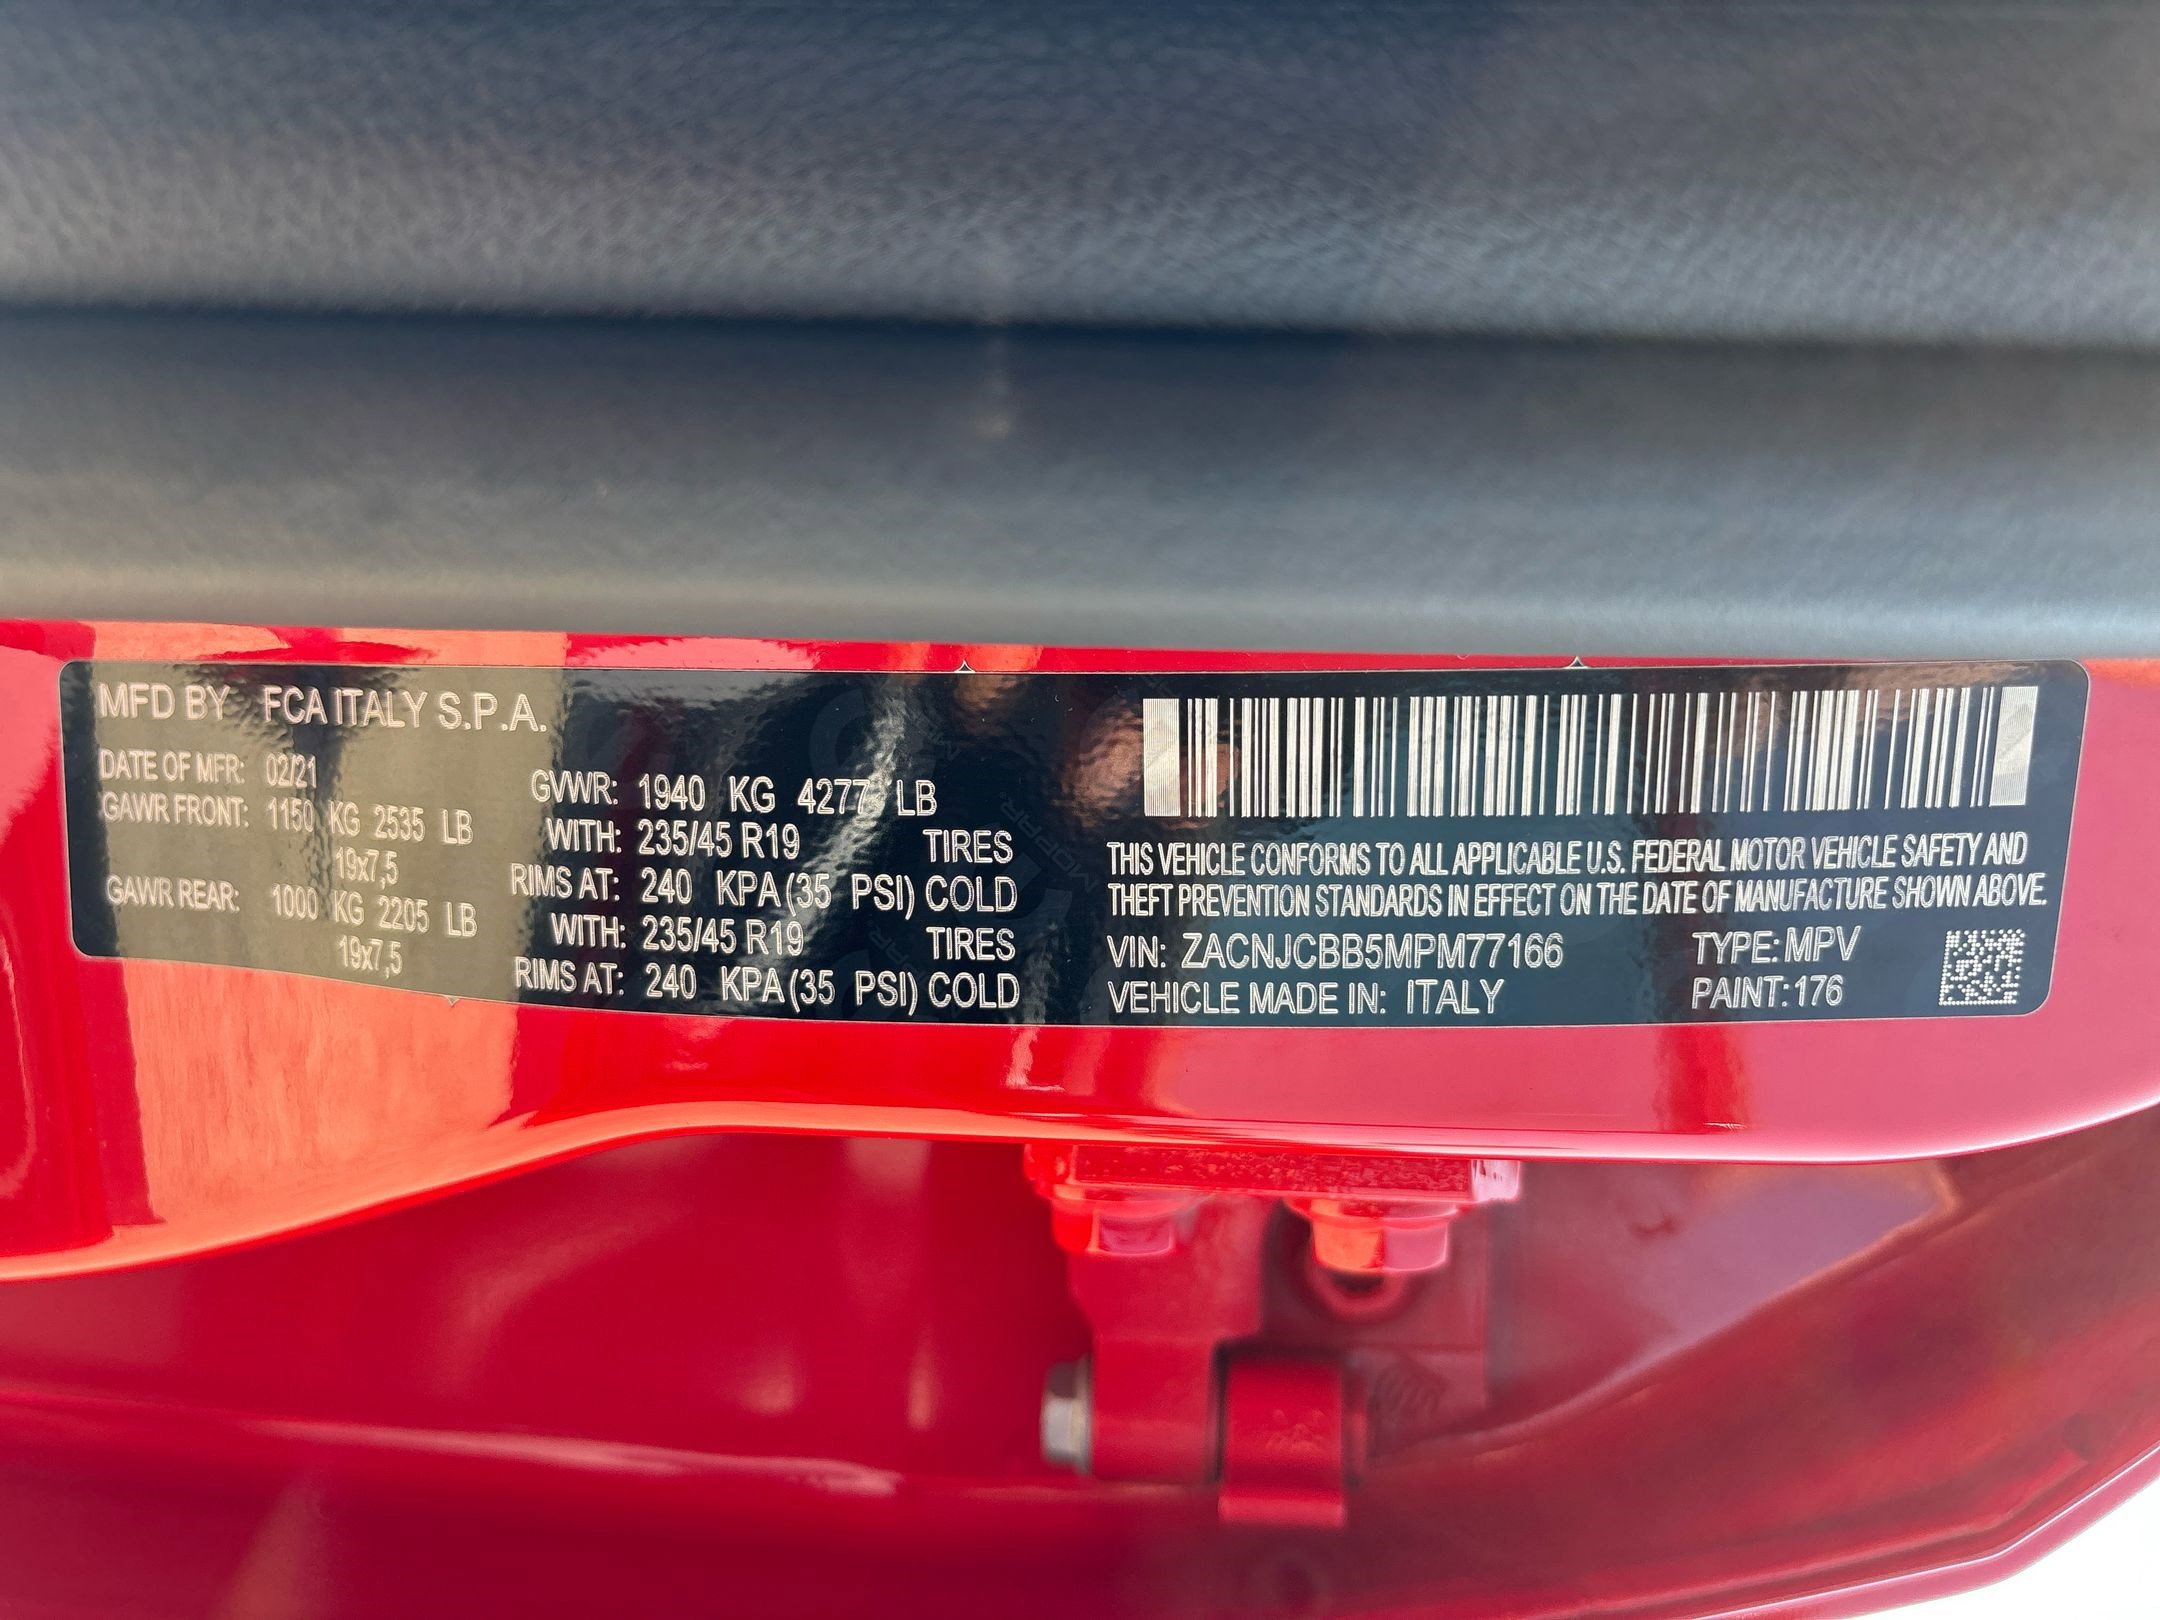 MFD BY FCA ITALY S.P.A.
DATE OF MFR: 02/21
GAWR FRONT: 1150 KG 2535 LB
19x7,5
GAWR REAR: 1000 KG 2205 LB
19x7,5
GVWR: 1940 KG 4277 LB
WITH: 235/45 R19 TIRES
RIMS AT: 240 KPA (35 PSI) COLD
WITH: 235/45 R19 TIRES
RIMS AT: 240 KPA (35 PSI) COLD
THIS VEHICLE CONFORMS TO ALL APPLICABLE U.S. FEDERAL MOTOR VEHICLE SAFETY AND
THEFT PREVENTION STANDARDS IN EFFECT ON THE DATE OF MANUFACTURE SHOWN ABOVE.
VIN: ZACNJCBB5MPM77166 TYPE: MPV
VEHICLE MADE IN: ITALY PAINT: 176
MOPAR